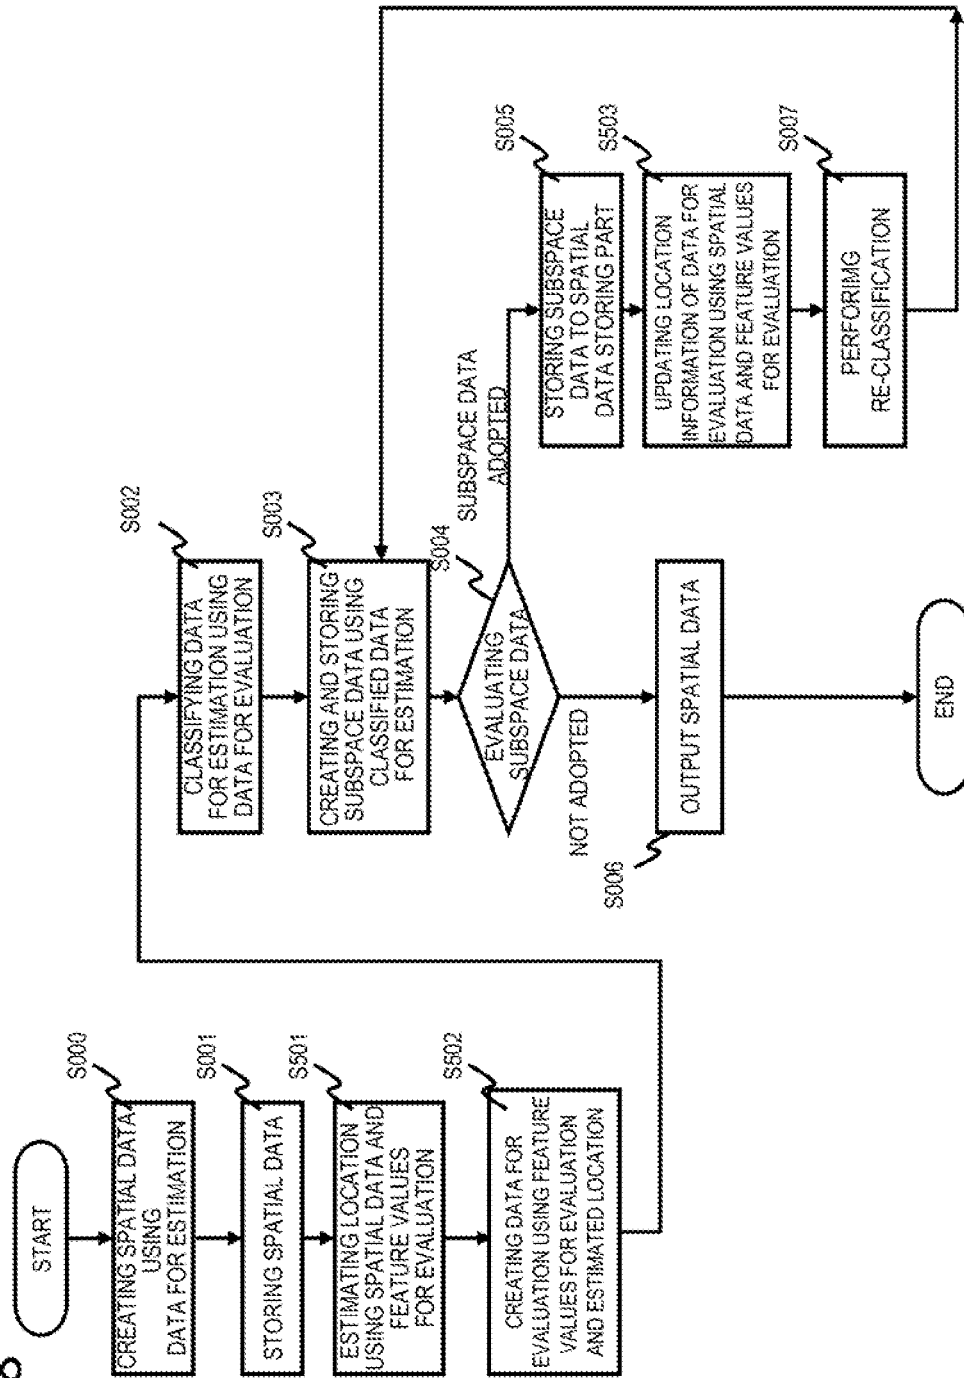 START
S000
CREATING SPATIAL DATA
USING
DATA FOR ESTIMATION
S001
STORING SPATIAL DATA
S501
ESTIMATING LOCATION
USING SPATIAL DATA AND
FEATURE VALUES
FOR EVALUATION
S502
CREATING DATA FOR
EVALUATION USING FEATURE
VALUES FOR EVALUATION
AND ESTIMATED LOCATION
S002
CLASSIFYING DATA
FOR ESTIMATION USING
DATA FOR EVALUATION
S003
CREATING AND STORING
SUBSPACE DATA USING
CLASSIFIED DATA
FOR ESTIMATION
S004
EVALUATING
SUBSPACE DATA
SUBSPACE DATA
ADOPTED
NOT ADOPTED
S006
OUTPUT SPATIAL DATA
END
S005
STORING SUBSPACE
DATA TO SPATIAL
DATA STORING PART
S503
UPDATING LOCATION
INFORMATION OF DATA FOR
EVALUATION USING SPATIAL
DATA AND FEATURE VALUES
FOR EVALUATION
S007
PERFORIMG
RE-CLASSIFICATION